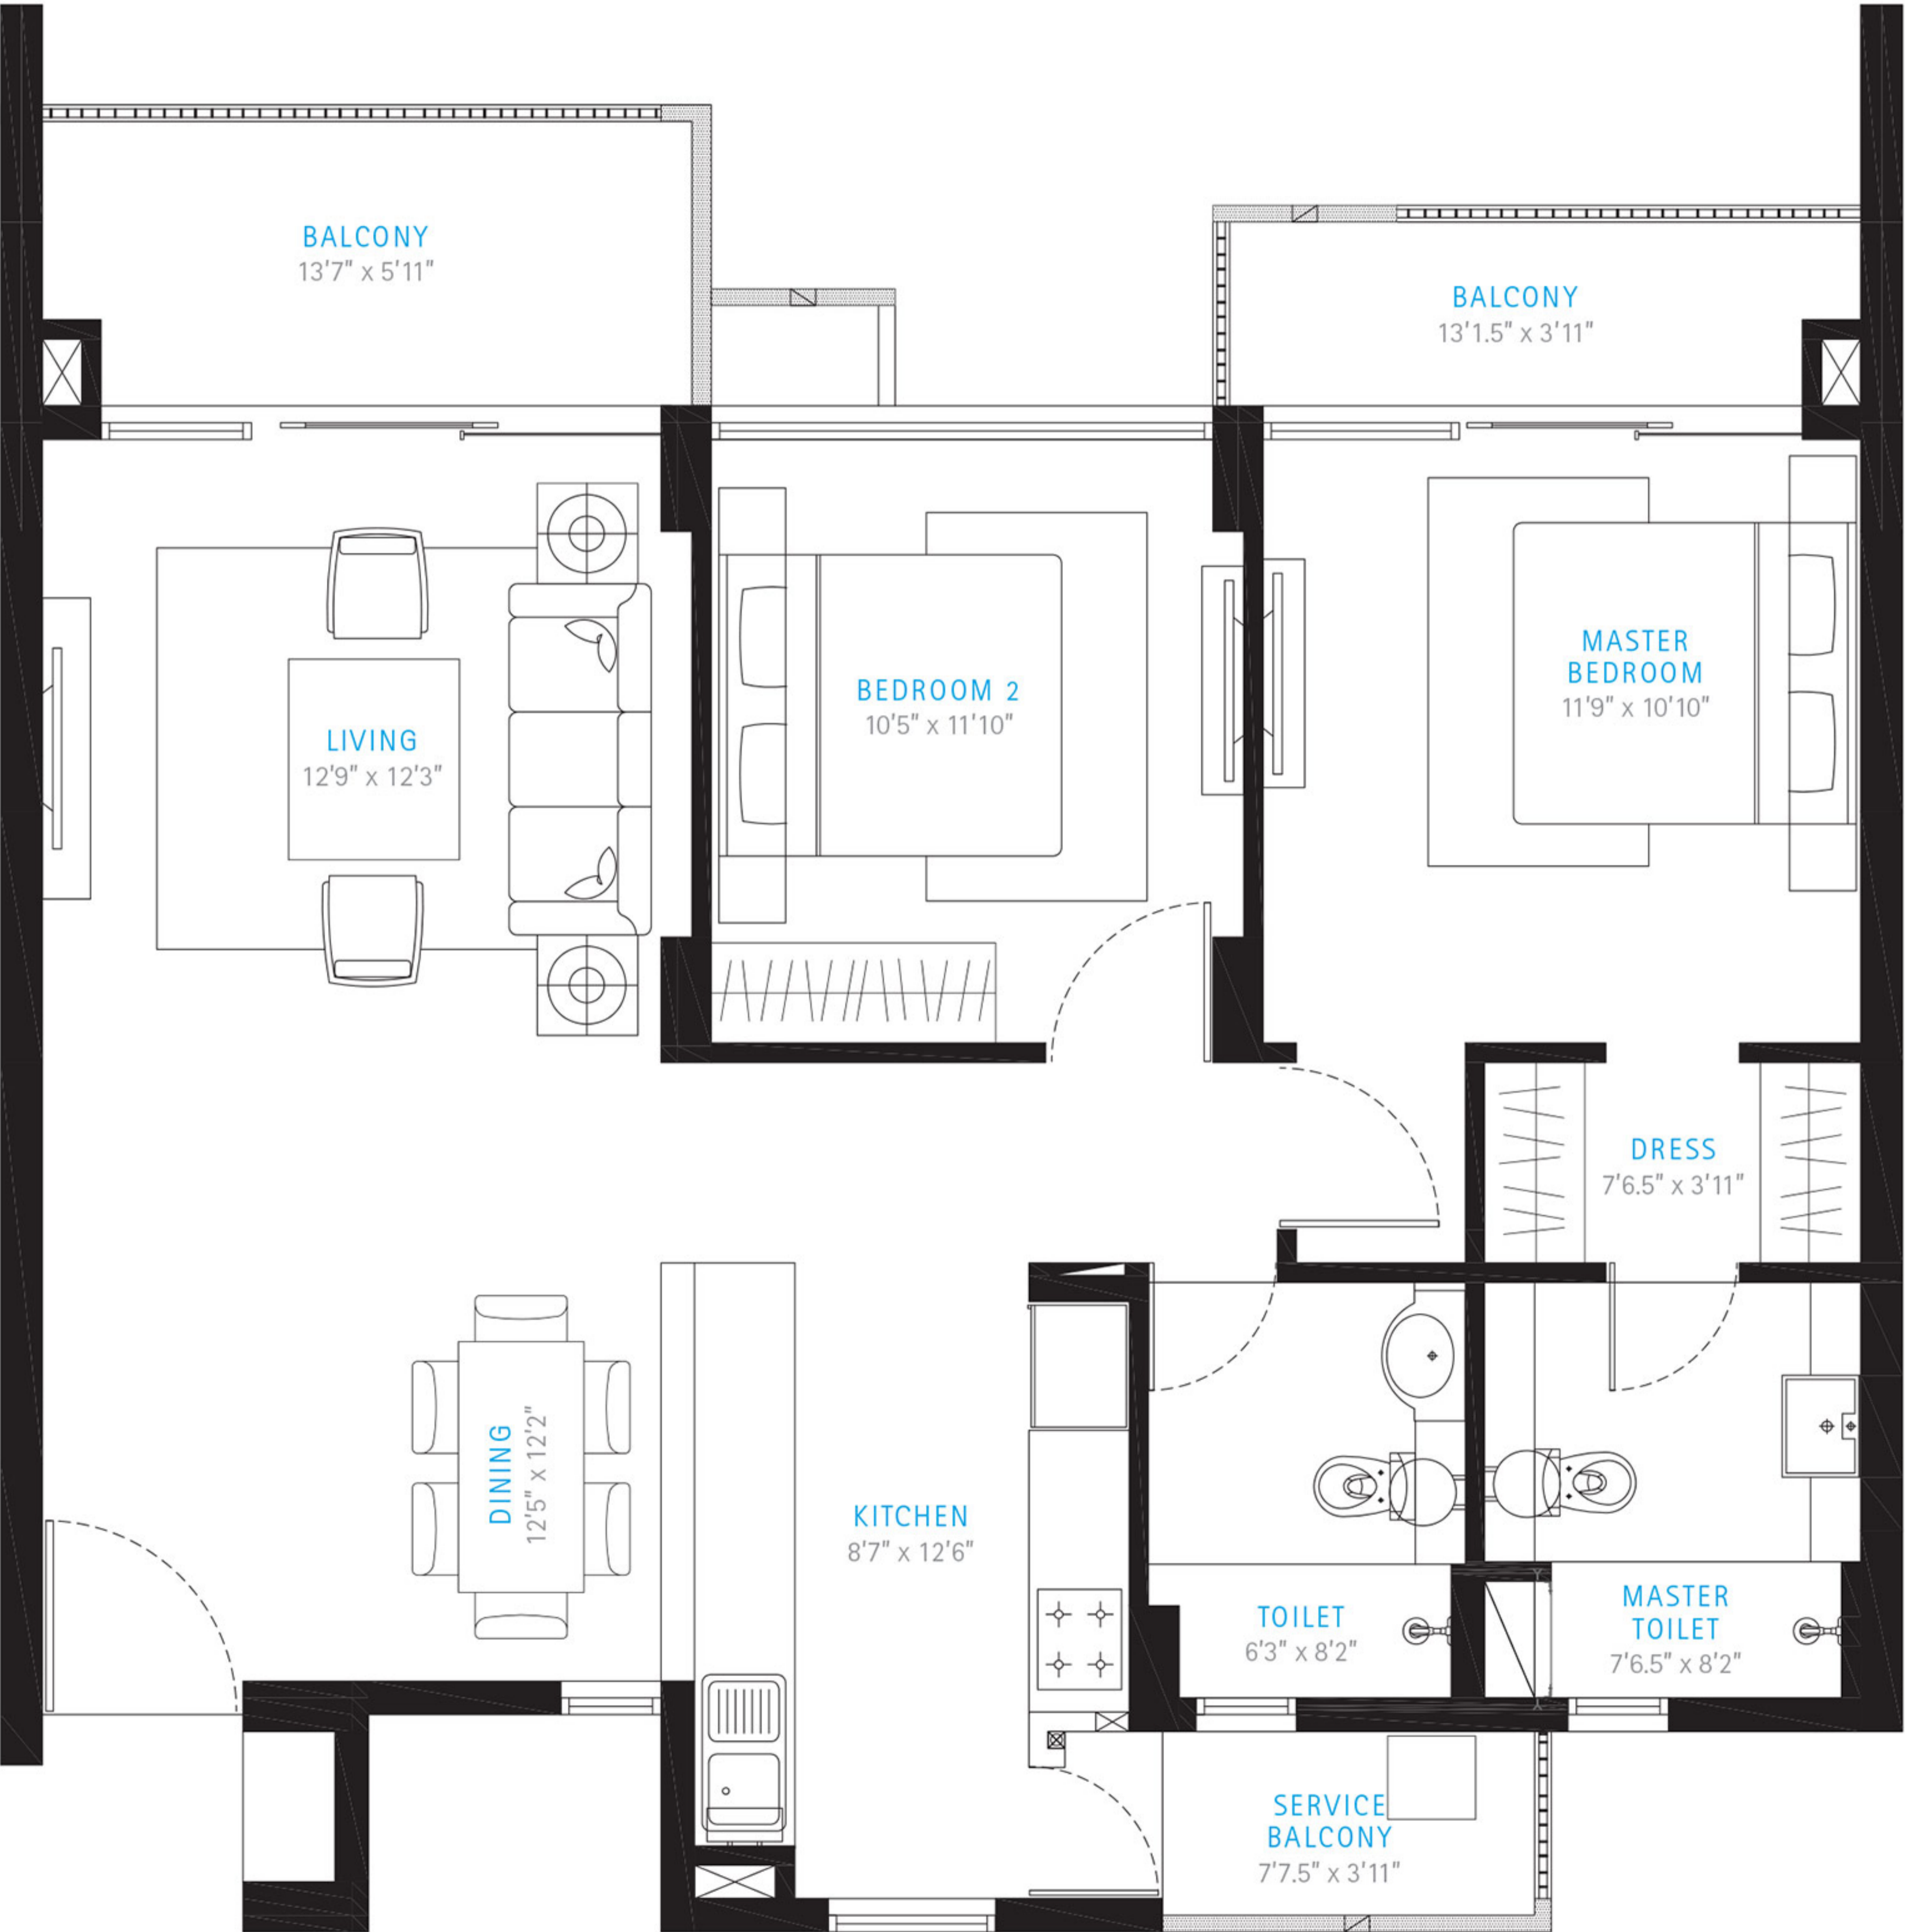 BALCONY
13'7" x 5'11"
BALCONY
13'1.5" x 3'11"
LIVING
12'9" x 12'3"
BEDROOM 2
10'5" x 11'10"
MASTER
BEDROOM
11'9" x 10'10"
DRESS
7'6.5" x 3'11"
DINING
12'5" x 12'2"
KITCHEN
8'7" x 12'6"
TOILET
6'3" x 8'2"
MASTER
TOILET
7'6.5" x 8'2"
SERVICE
BALCONY
7'7.5" x 3'11"